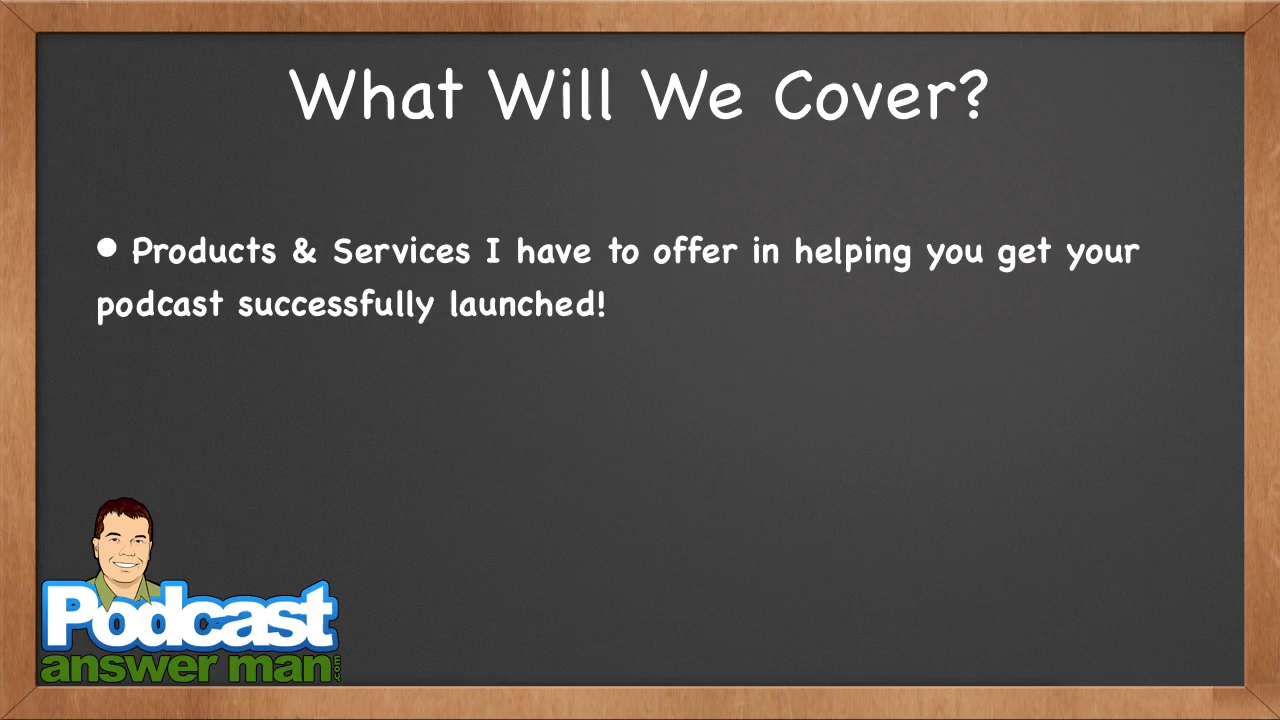 What Will We Cover?
● Products & Services I have to offer in helping you get your
podcast successfully launched!
Podcast
answer man.com